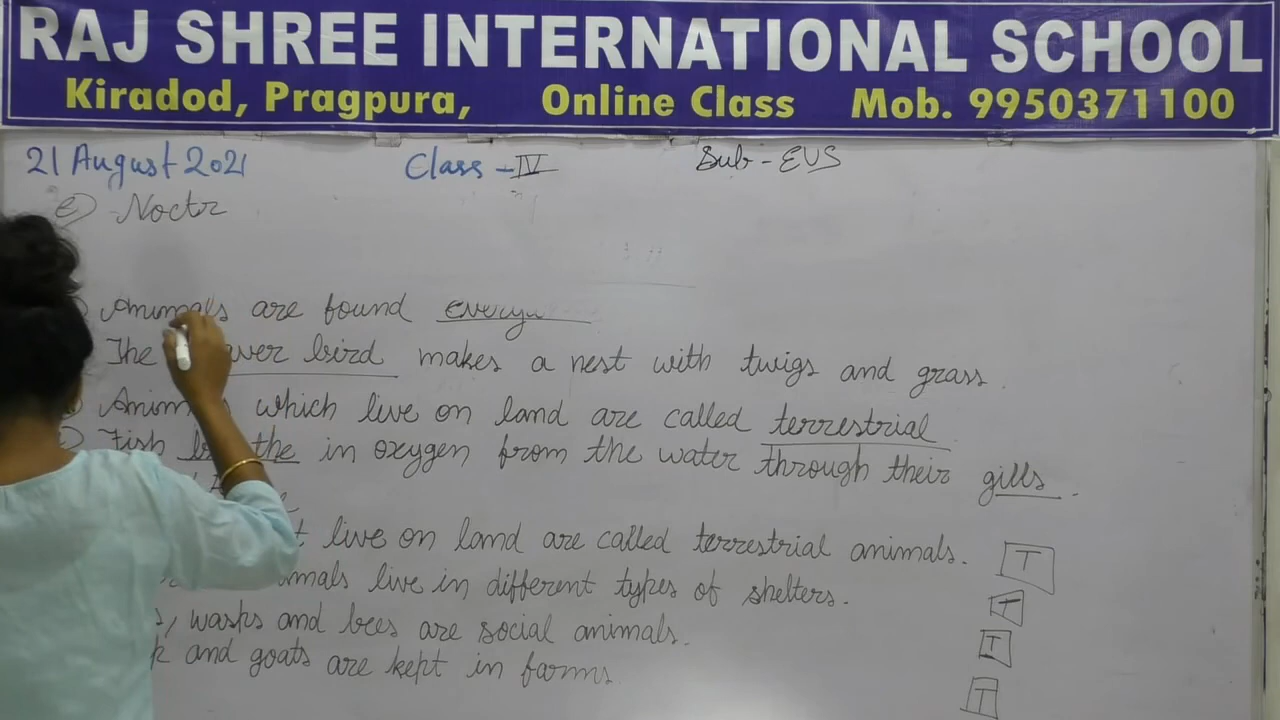 RAJ SHREE INTERNATIONAL SCHOOL
Kiradod, Pragpura, Online Class Mob. 9950371100
21 August 2021 Class - IV Sub - EVS
e) Noctr
Animals are found
The bird makes a nest with twigs and grass.
which live on land are called terrestrial
Fish in oxygen from the water through their gills.
live on land are called terrestrial animals. T
live in different types of shelters. T
, wasps and bees are social animals. T
and goats are kept in farms. T